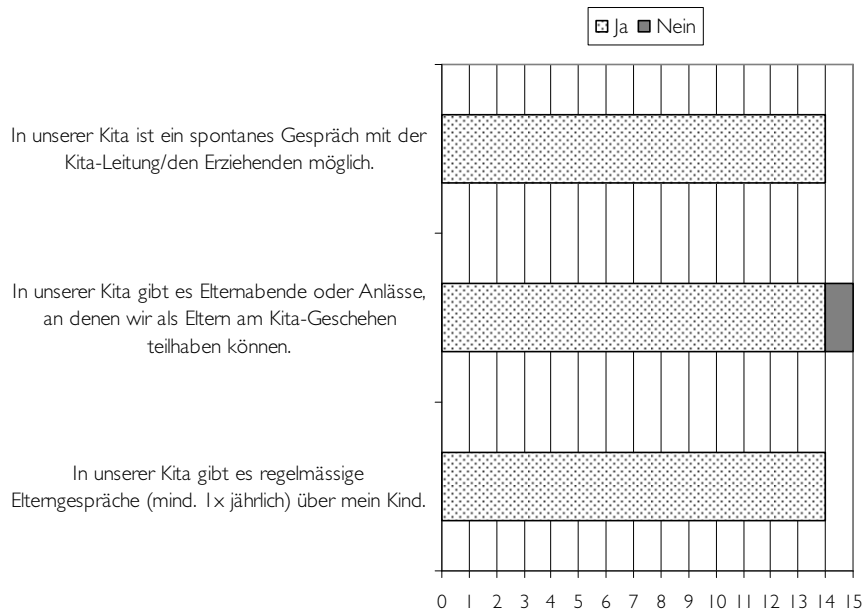 Ja Nein
In unserer Kita ist ein spontanes Gespräch mit der
Kita-Leitung/den Erziehenden möglich.
In unserer Kita gibt es Elternabende oder Anlässe,
an denen wir als Eltern am Kita-Geschehen
teilhaben können.
In unserer Kita gibt es regelmässige
Elterngespräche (mind. 1x jährlich) über mein Kind.
0 1 2 3 4 5 6 7 8 9 10 11 12 13 14 15